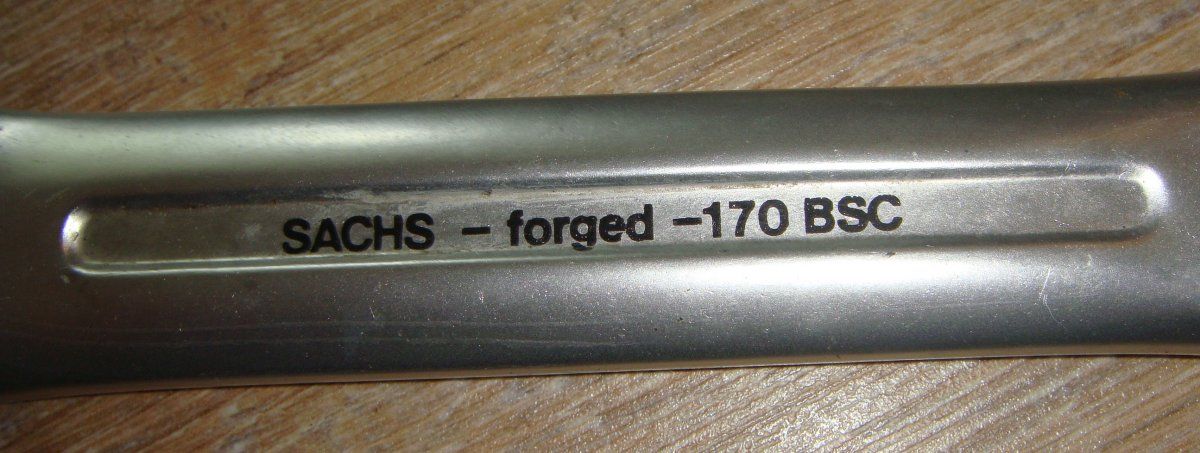 SACHS - forged -170 BSC